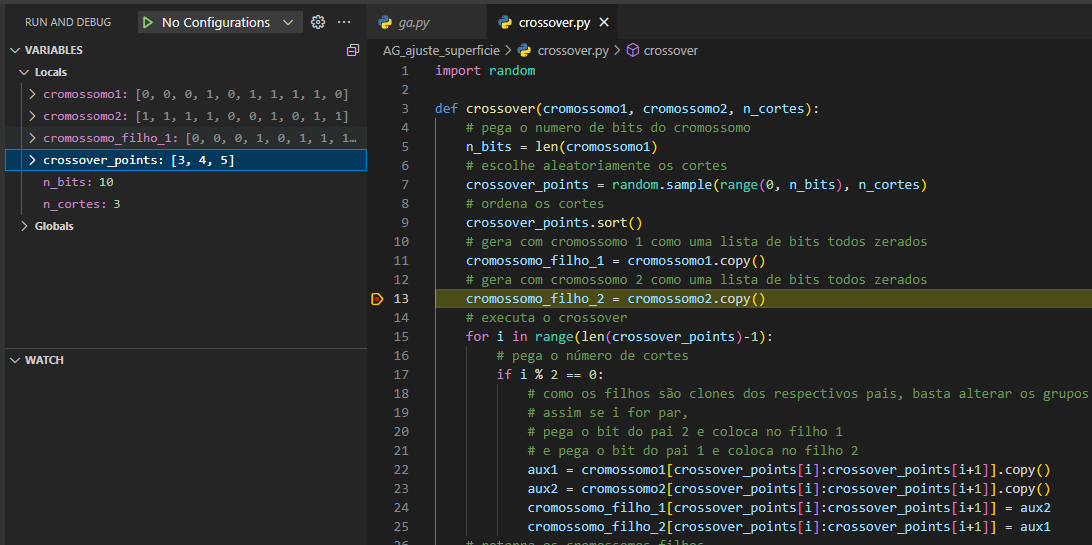 RUN AND DEBUG
No Configurations
VARIABLES
Locals
cromossomo1: [0, 0, 0, 1, 0, 1, 1, 1, 1, 0]
cromossomo2: [1, 1, 1, 1, 0, 0, 1, 0, 1, 1]
cromossomo_filho_1: [0, 0, 0, 1, 0, 1, 1, 1...
crossover_points: [3, 4, 5]
n_bits: 10
n_cortes: 3
Globals
WATCH
ga.py
crossover.py
AG_ajuste_superficie > crossover.py > crossover
1 import random
2
3 def crossover(cromossomo1, cromossomo2, n_cortes):
4 # pega o numero de bits do cromossomo
5 n_bits = len(cromossomo1)
6 # escolhe aleatoriamente os cortes
7 crossover_points = random.sample(range(0, n_bits), n_cortes)
8 # ordena os cortes
9 crossover_points.sort()
10 # gera com cromossomo 1 como uma lista de bits todos zerados
11 cromossomo_filho_1 = cromossomo1.copy()
12 # gera com cromossomo 2 como uma lista de bits todos zerados
13 cromossomo_filho_2 = cromossomo2.copy()
14 # executa o crossover
15 for i in range(len(crossover_points)-1):
16 # pega o número de cortes
17 if i % 2 == 0:
18 # como os filhos são clones dos respectivos pais, basta alterar os grupos
19 # assim se i for par,
20 # pega o bit do pai 2 e coloca no filho 1
21 # e pega o bit do pai 1 e coloca no filho 2
22 aux1 = cromossomo1[crossover_points[i]:crossover_points[i+1]].copy()
23 aux2 = cromossomo2[crossover_points[i]:crossover_points[i+1]].copy()
24 cromossomo_filho_1[crossover_points[i]:crossover_points[i+1]] = aux2
25 cromossomo_filho_2[crossover_points[i]:crossover_points[i+1]] = aux1
26 # retorna os cromossomos filhos